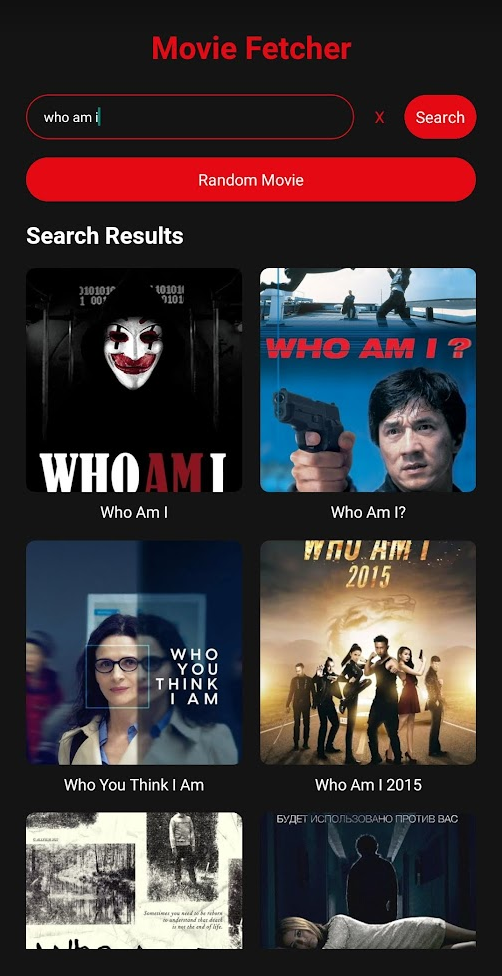 Movie Fetcher
who am i
X
Search
Random Movie
Search Results
WHO AM I
WHO AM I ?
Who Am I
Who Am I?
WHO
YOU
THINK
I AM
WHO AM I
2015
Who You Think I Am
Who Am I 2015
Sometimes you need to be reborn
to understand that death
is not the end of life.
БУДЕТ ИСПОЛЬЗОВАНО ПРОТИВ ВАС